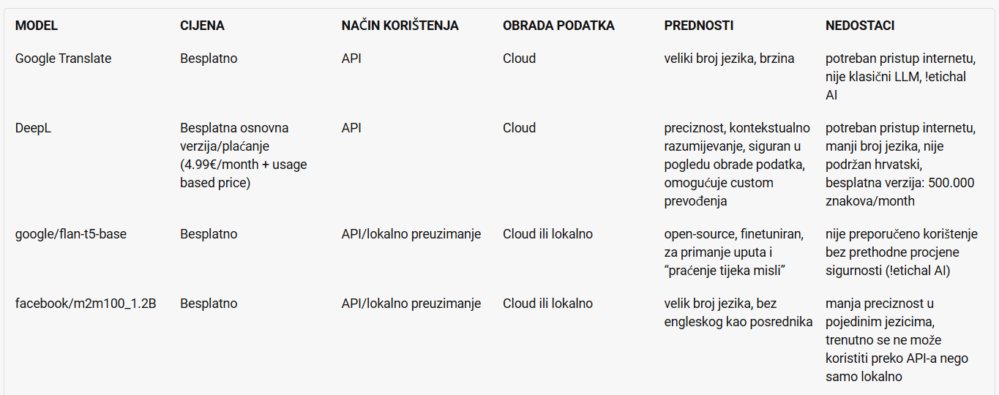 MODEL CIJENA NAČIN KORIŠTENJA OBRADA PODATKA PREDNOSTI NEDOSTACI
Google Translate Besplatno API Cloud veliki broj jezika, brzina potreban pristup internetu,
nije klasični LLM, !etichal
AI
DeepL Besplatna osnovna API Cloud preciznost, kontekstualno potreban pristup internetu,
verzija/plaćanje razumijevanje, siguran u manji broj jezika, nije
(4.99€/month + usage pogledu obrade podatka, podržan hrvatski,
based price) omogućuje custom besplatna verzija: 500.000
prevođenja znakova/month
google/flan-t5-base Besplatno API/lokalno preuzimanje Cloud ili lokalno open-source, finetuniran, nije preporučeno korištenje
za primanje uputa i bez prethodne procjene
“praćenje tijeka misli” sigurnosti (!etichal AI)
facebook/m2m100_1.2B Besplatno API/lokalno preuzimanje Cloud ili lokalno velik broj jezika, bez manja preciznost u
engleskog kao posrednika pojedinim jezicima,
trenutno se ne može
koristiti preko API-a nego
samo lokalno